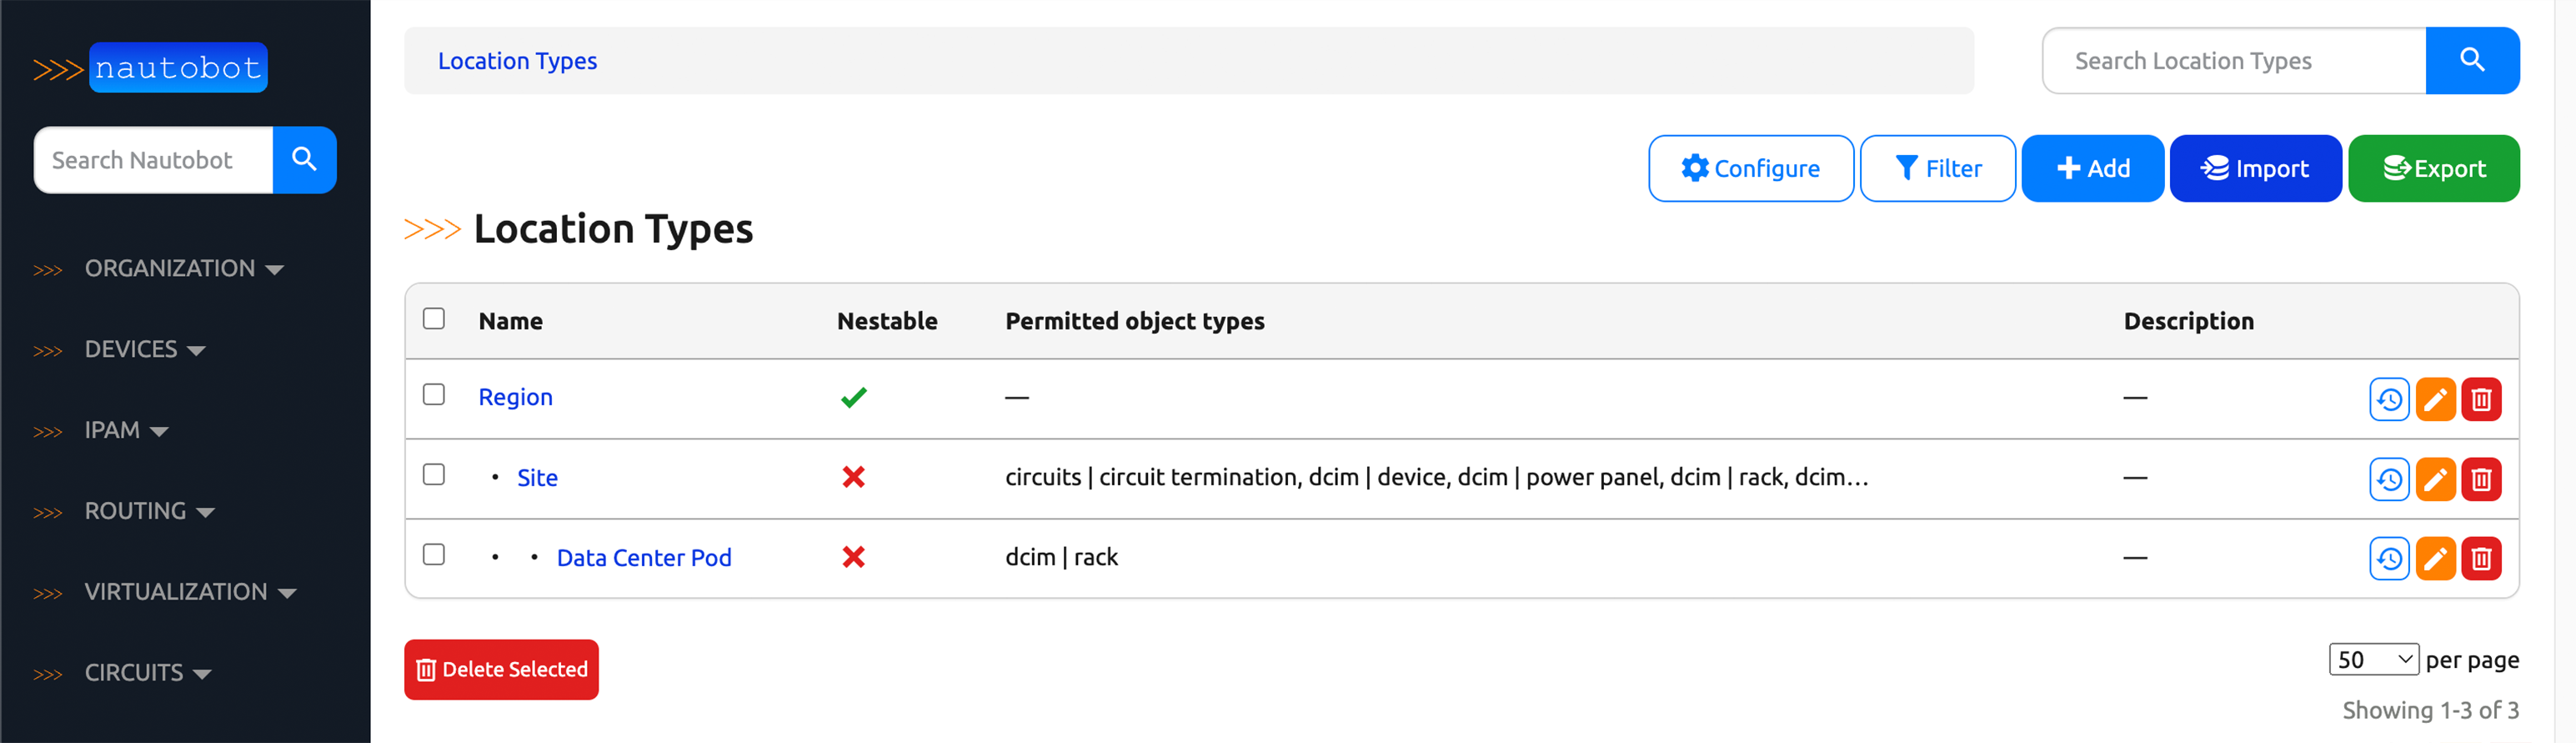 >>> nautobot
Search Nautobot
>>> ORGANIZATION
>>> DEVICES
>>> IPAM
>>> ROUTING
>>> VIRTUALIZATION
>>> CIRCUITS
Location Types
Search Location Types
Configure Filter + Add Import Export
>>> Location Types
Name Nestable Permitted object types Description
Region — —
• Site circuits | circuit termination, dcim | device, dcim | power panel, dcim | rack, dcim… —
• • Data Center Pod dcim | rack —
Delete Selected
50 per page
Showing 1-3 of 3